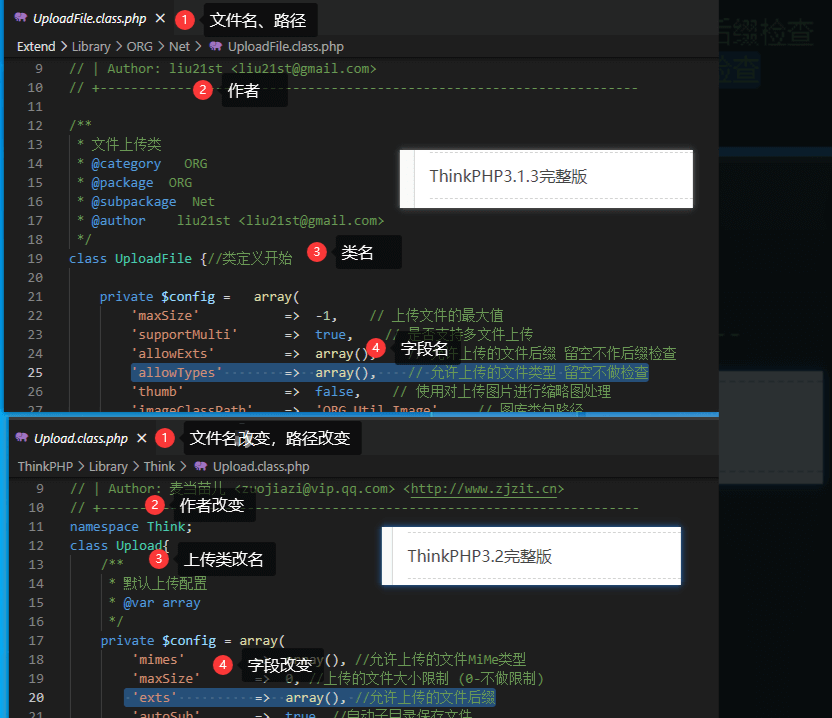 UploadFile.class.php ✕ 1 文件名、路径
Extend > Library > ORG > Net > UploadFile.class.php
后缀检查
检查
9 // | Author: liu21st <liu21st@gmail.com>
10 // +----------------------------------------------------------------------
2 作者
11
12 /**
13 * 文件上传类
14 * @category ORG
15 * @package ORG
16 * @subpackage Net
17 * @author liu21st <liu21st@gmail.com>
18 */
ThinkPHP3.1.3完整版
19 class UploadFile {//类定义开始
3 类名
20
21 private $config = array(
22 'maxSize' => -1, // 上传文件的最大值
23 'supportMulti' => true, // 是否支持多文件上传
24 'allowExts' => array(), 允许上传的文件后缀 留空不作后缀检查
4 字段名
25 'allowTypes' => array(), // 允许上传的文件类型 留空不做检查
26 'thumb' => false, // 使用对上传图片进行缩略图处理
27 'imageClassPath' => 'ORG.Util.Image', // 图库类包路径
Upload.class.php ✕ 1 文件名改变，路径改变
ThinkPHP > Library > Think > Upload.class.php
9 // | Author: 麦当苗儿 <zuojiazi@vip.qq.com> <http://www.zjzit.cn>
10 // +----------------------------------------------------------------------
2 作者改变
11 namespace Think;
12 class Upload{
3 上传类改名
13 /**
14 * 默认上传配置
15 * @var array
16 */
ThinkPHP3.2完整版
17 private $config = array(
18 'mimes' array(), //允许上传的文件MiMe类型
4 字段改变
19 'maxSize' => 0, //上传的文件大小限制 (0-不做限制)
20 'exts' => array(), //允许上传的文件后缀
21 'autoSub' => true, //自动子目录保存文件